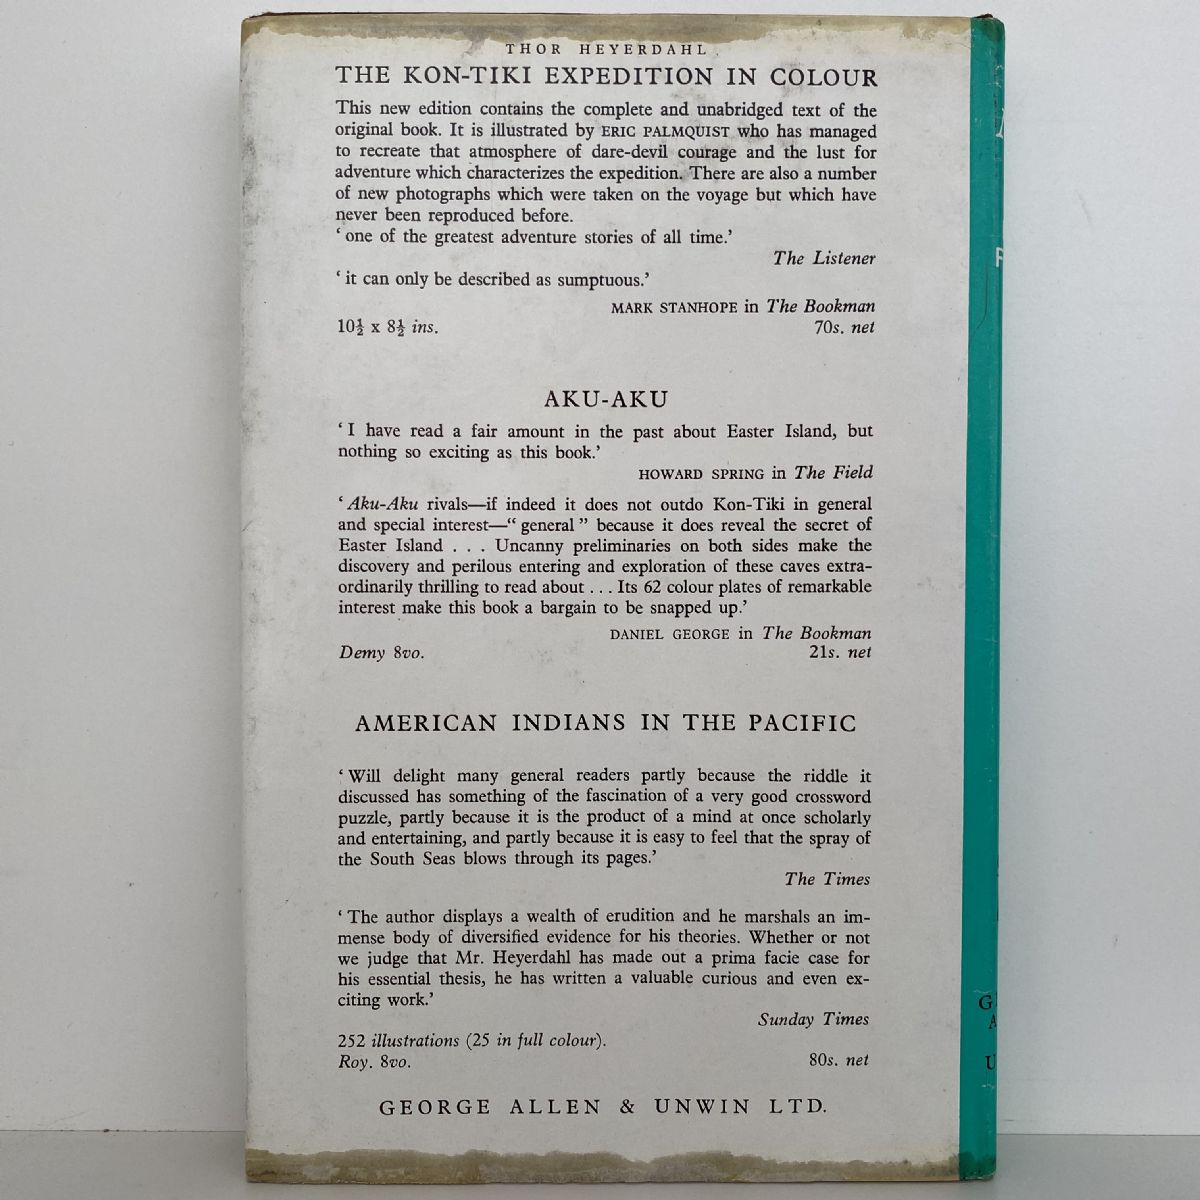 THOR HEYERDAHL
THE KON-TIKI EXPEDITION IN COLOUR
This new edition contains the complete and unabridged text of the
original book. It is illustrated by ERIC PALMQUIST who has managed
to recreate that atmosphere of dare-devil courage and the lust for
adventure which characterizes the expedition. There are also a number
of new photographs which were taken on the voyage but which have
never been reproduced before.
‘one of the greatest adventure stories of all time.’
The Listener
‘it can only be described as sumptuous.’
MARK STANHOPE in The Bookman
10½ x 8½ ins. 70s. net
AKU-AKU
‘I have read a fair amount in the past about Easter Island, but
nothing so exciting as this book.’
HOWARD SPRING in The Field
‘Aku-Aku rivals—if indeed it does not outdo Kon-Tiki in general
and special interest—“general” because it does reveal the secret of
Easter Island . . . Uncanny preliminaries on both sides make the
discovery and perilous entering and exploration of these caves extra-
ordinarily thrilling to read about . . . Its 62 colour plates of remarkable
interest make this book a bargain to be snapped up.’
DANIEL GEORGE in The Bookman
Demy 8vo. 21s. net
AMERICAN INDIANS IN THE PACIFIC
‘Will delight many general readers partly because the riddle it
discussed has something of the fascination of a very good crossword
puzzle, partly because it is the product of a mind at once scholarly
and entertaining, and partly because it is easy to feel that the spray of
the South Seas blows through its pages.’
The Times
‘The author displays a wealth of erudition and he marshals an im-
mense body of diversified evidence for his theories. Whether or not
we judge that Mr. Heyerdahl has made out a prima facie case for
his essential thesis, he has written a valuable curious and even ex-
citing work.’
Sunday Times
252 illustrations (25 in full colour).
Roy. 8vo. 80s. net
GEORGE ALLEN & UNWIN LTD.